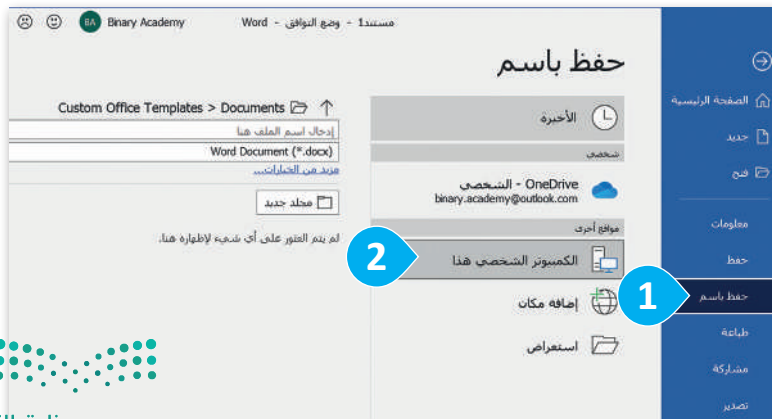 مستند1 - وضع التوافق - Word
Binary Academy
BA
حفظ باسم
الصفحة الرئيسية
جديد
فتح
معلومات
حفظ
حفظ باسم
طباعة
مشاركة
تصدير
1
الأخيرة
شخصي
OneDrive - الشخصي
binary.academy@outlook.com
مواقع أخرى
الكمبيوتر الشخصي هذا
2
إضافة مكان
استعراض
Custom Office Templates > Documents
إدخال اسم الملف هنا
Word Document (*.docx)
مزيد من الخيارات...
مجلد جديد
لم يتم العثور على أي شيء لإظهاره هنا.